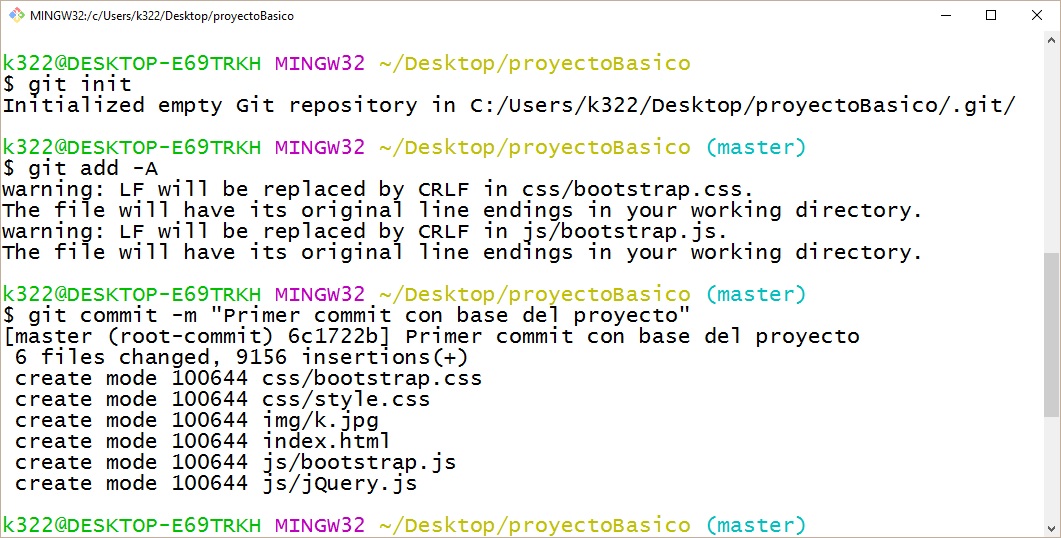 MINGW32:/c/Users/k322/Desktop/proyectoBasico
k322@DESKTOP-E69TRKH MINGW32 ~/Desktop/proyectoBasico
$ git init
Initialized empty Git repository in C:/Users/k322/Desktop/proyectoBasico/.git/
k322@DESKTOP-E69TRKH MINGW32 ~/Desktop/proyectoBasico (master)
$ git add -A
warning: LF will be replaced by CRLF in css/bootstrap.css.
The file will have its original line endings in your working directory.
warning: LF will be replaced by CRLF in js/bootstrap.js.
The file will have its original line endings in your working directory.
k322@DESKTOP-E69TRKH MINGW32 ~/Desktop/proyectoBasico (master)
$ git commit -m "Primer commit con base del proyecto"
[master (root-commit) 6c1722b] Primer commit con base del proyecto
 6 files changed, 9156 insertions(+)
 create mode 100644 css/bootstrap.css
 create mode 100644 css/style.css
 create mode 100644 img/k.jpg
 create mode 100644 index.html
 create mode 100644 js/bootstrap.js
 create mode 100644 js/jQuery.js
k322@DESKTOP-E69TRKH MINGW32 ~/Desktop/proyectoBasico (master)